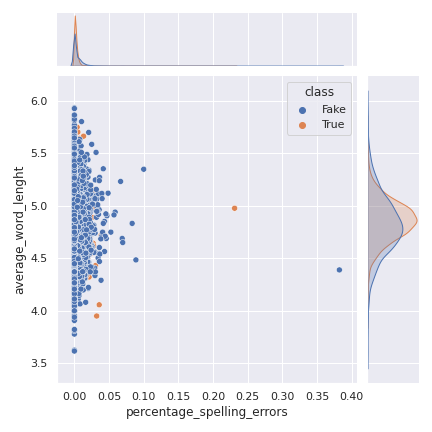 class
Fake
True
6.0
5.5
5.0
4.5
4.0
3.5
average_word_lenght
0.00 0.05 0.10 0.15 0.20 0.25 0.30 0.35 0.40
percentage_spelling_errors